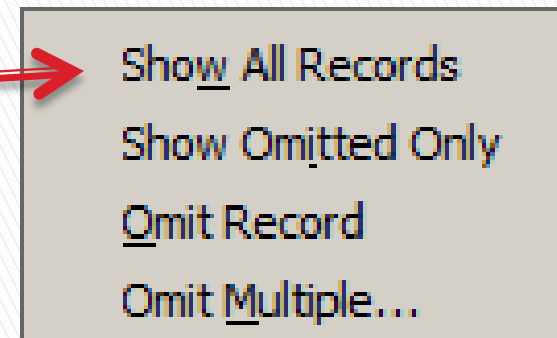 Show All Records
Show Omitted Only
Omit Record
Omit Multiple...